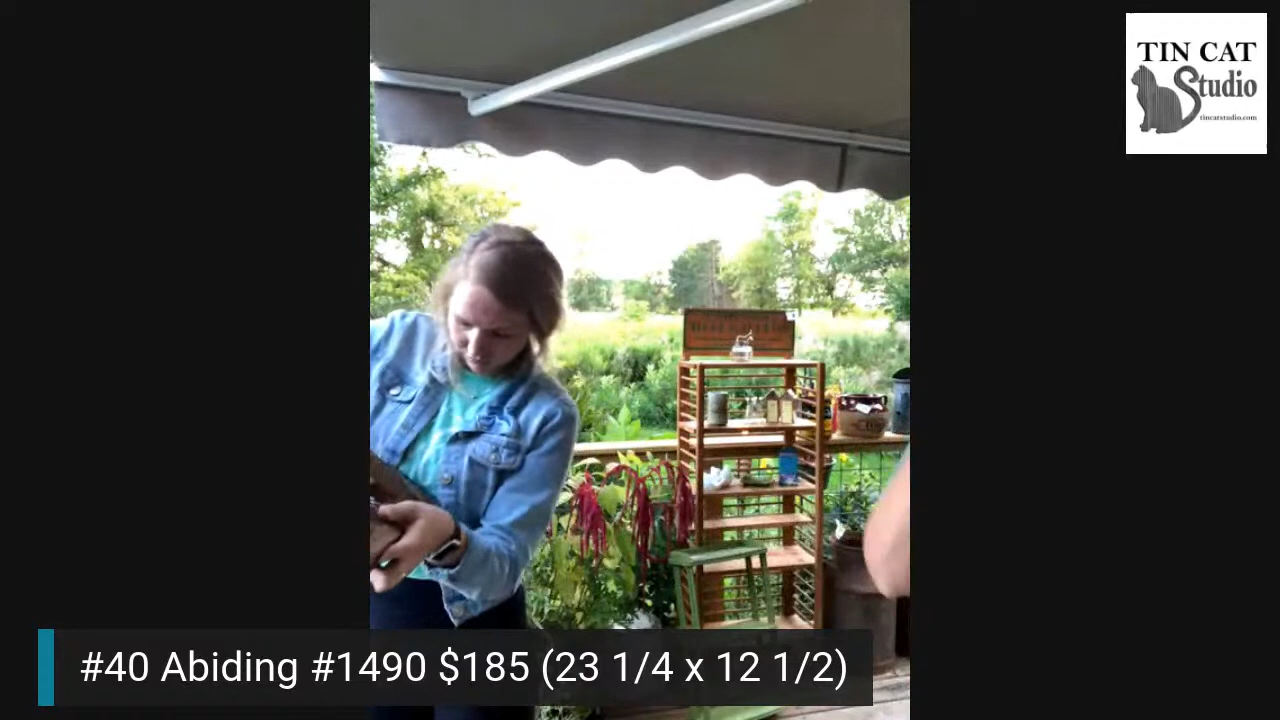 TIN CAT
Studio
tincatstudio.com
#40 Abiding #1490 $185 (23 1/4 x 12 1/2)